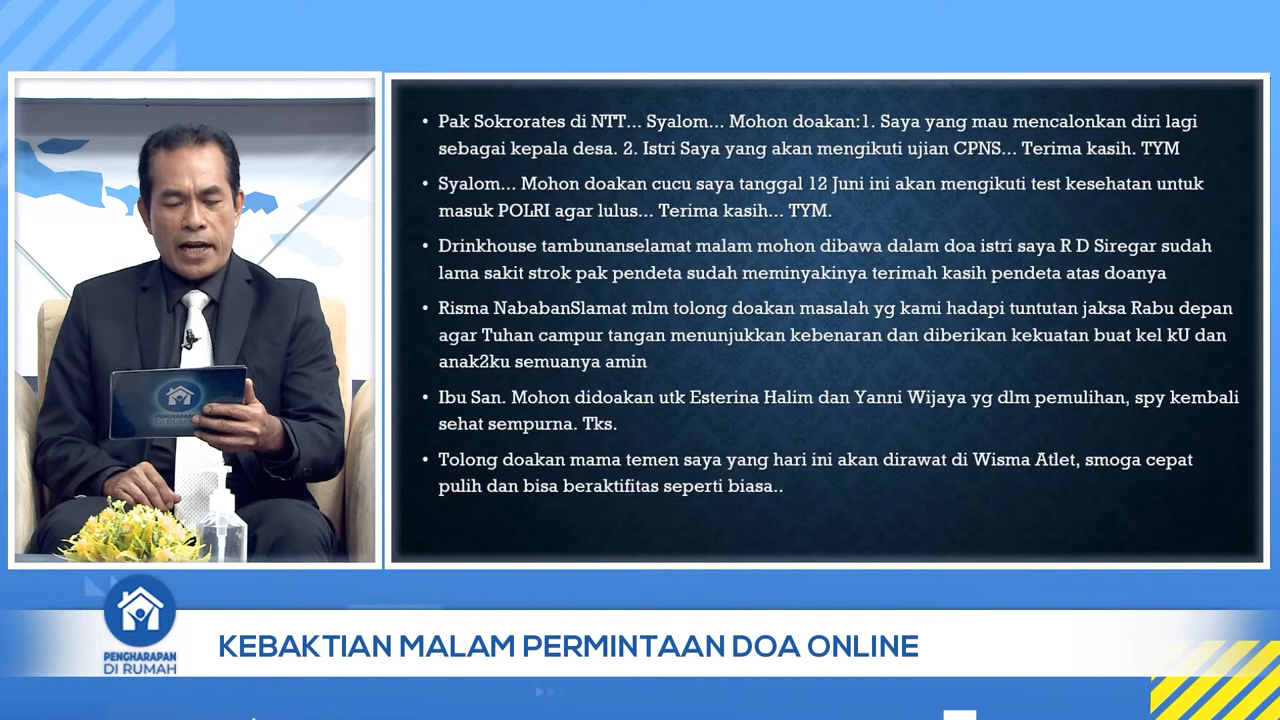 • Pak Sokrorates di NTT... Syalom... Mohon doakan:1. Saya yang mau mencalonkan diri lagi
sebagai kepala desa. 2. Istri Saya yang akan mengikuti ujian CPNS... Terima kasih. TYM
• Syalom... Mohon doakan cucu saya tanggal 12 Juni ini akan mengikuti test kesehatan untuk
masuk POLRI agar lulus... Terima kasih... TYM.
• Drinkhouse tambunanselamat malam mohon dibawa dalam doa istri saya R D Siregar sudah
lama sakit strok pak pendeta sudah meminyakinya terimah kasih pendeta atas doanya
• Risma NababanSlamat mlm tolong doakan masalah yg kami hadapi tuntutan jaksa Rabu depan
agar Tuhan campur tangan menunjukkan kebenaran dan diberikan kekuatan buat kel kU dan
anak2ku semuanya amin
• Ibu San. Mohon didoakan utk Esterina Halim dan Yanni Wijaya yg dlm pemulihan, spy kembali
sehat sempurna. Tks.
• Tolong doakan mama temen saya yang hari ini akan dirawat di Wisma Atlet, smoga cepat
pulih dan bisa beraktifitas seperti biasa..
PENGHARAPAN
DI RUMAH
PENGHARAPAN
DI RUMAH
KEBAKTIAN MALAM PERMINTAAN DOA ONLINE